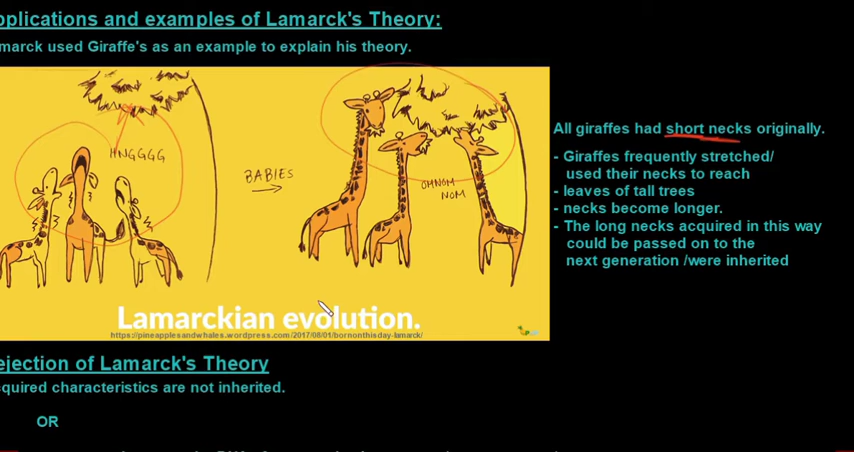 pplications and examples of Lamarck's Theory:
marck used Giraffe's as an example to explain his theory.
HNGGGG
BABIES
OMNOM
NOM
All giraffes had short necks originally.
- Giraffes frequently stretched/
used their necks to reach
- leaves of tall trees
- necks become longer.
- The long necks acquired in this way
could be passed on to the
next generation /were inherited
Lamarckian evolution.
https://pineapplesandwhales.wordpress.com/2017/08/01/bornonthisday-lamarck/
ejection of Lamarck's Theory
cquired characteristics are not inherited.
OR